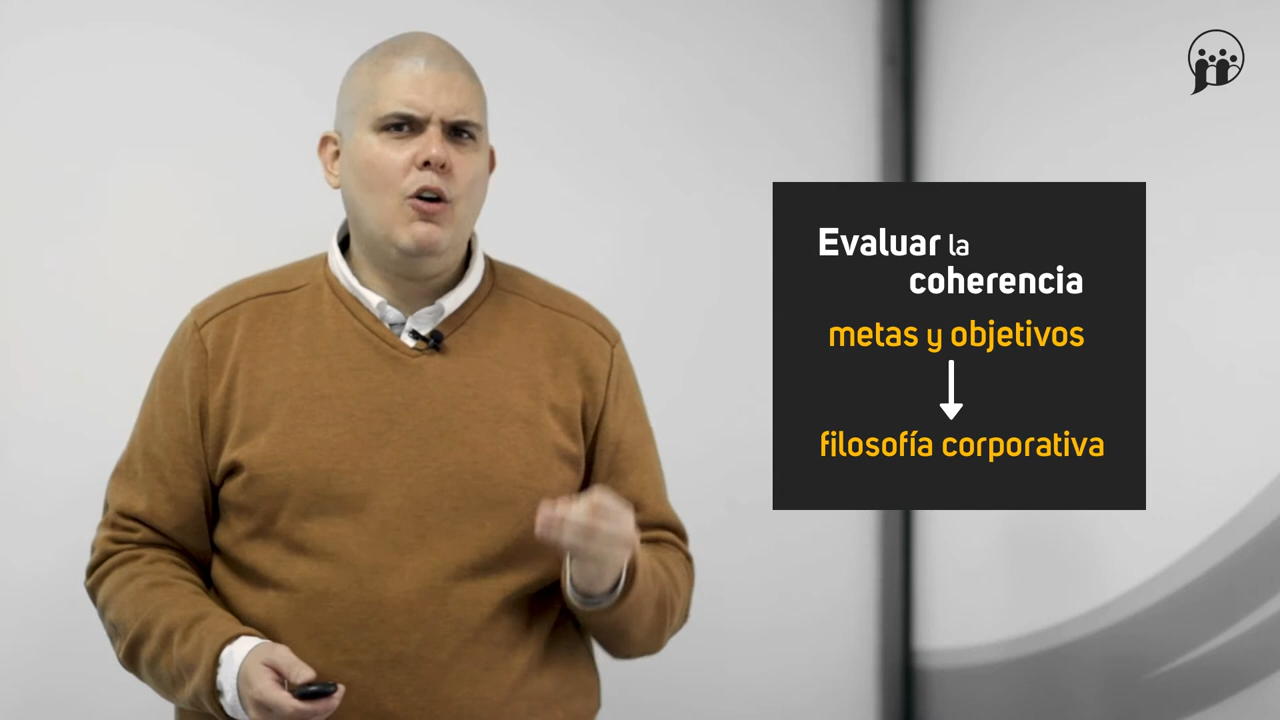 Evaluar la
coherencia
metas y objetivos
filosofía corporativa